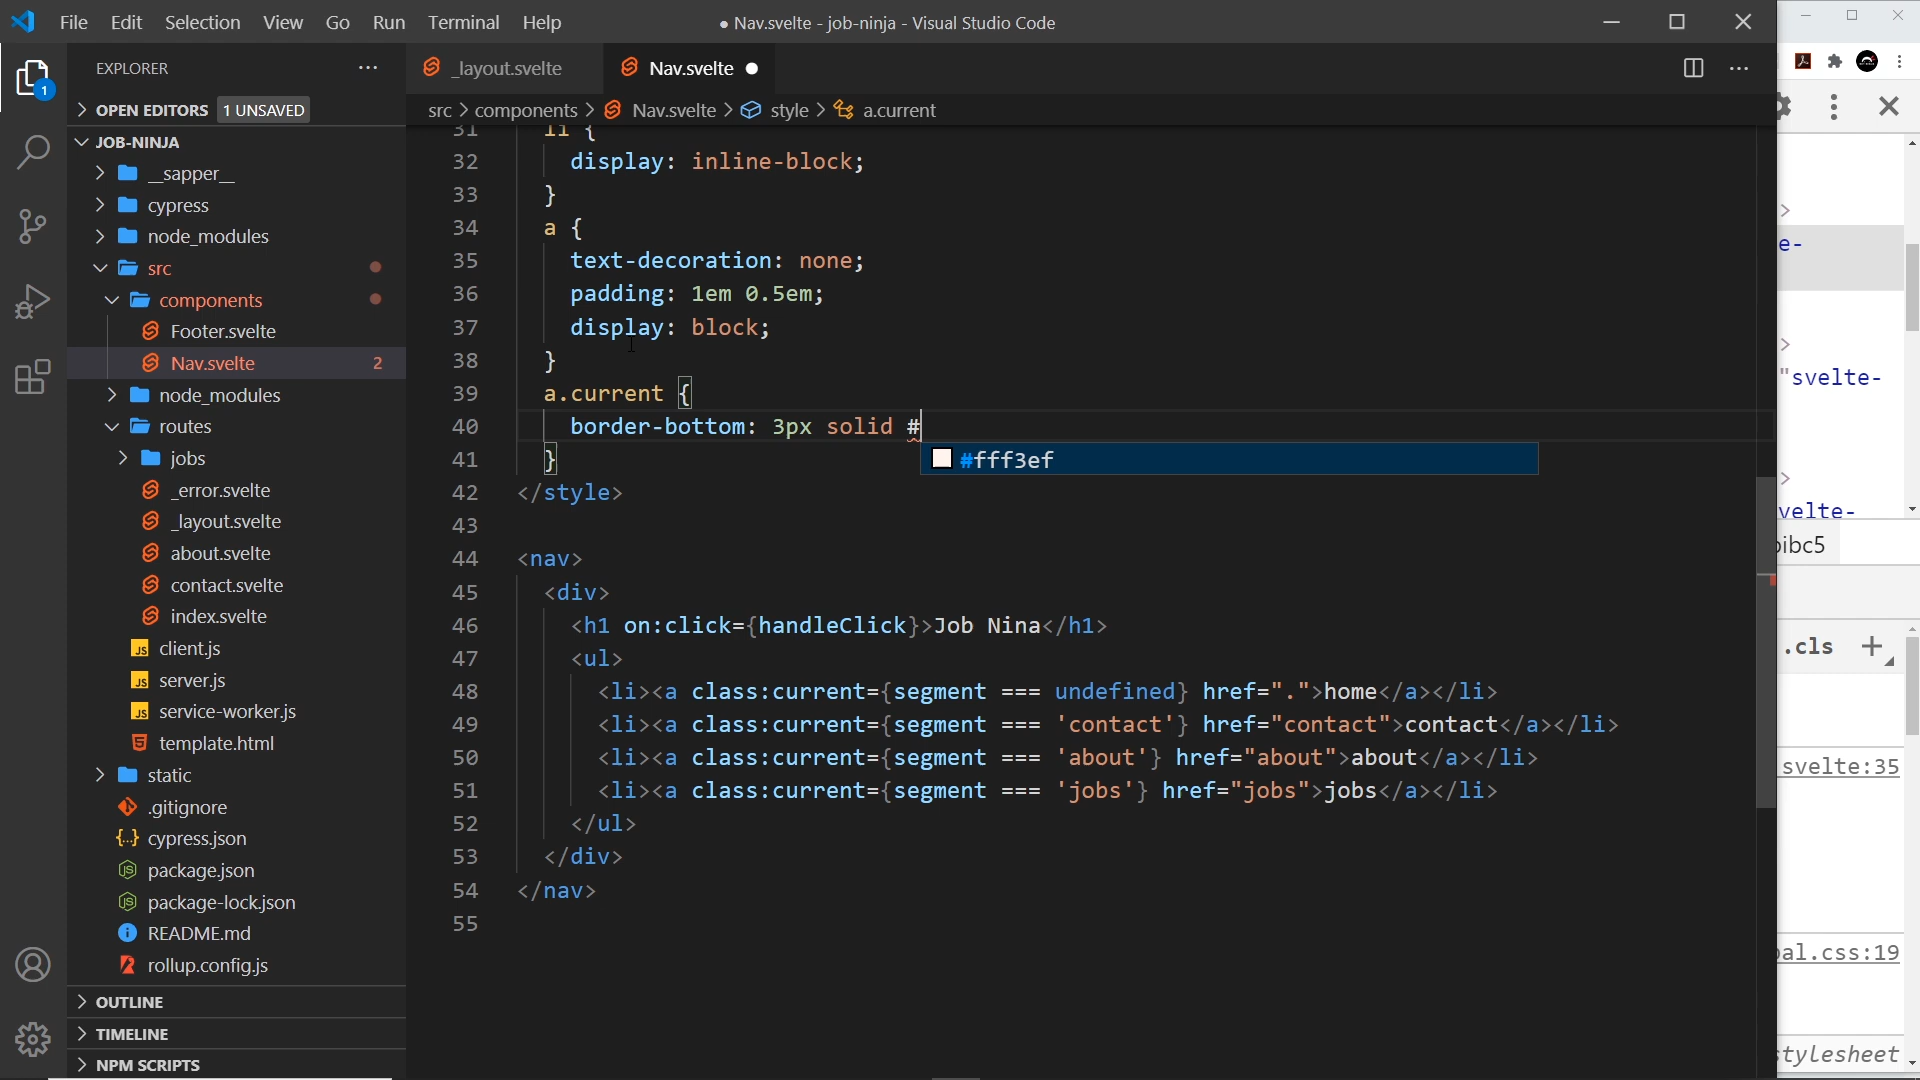 File Edit Selection View Go Run Terminal Help
● Nav.svelte - job-ninja - Visual Studio Code
EXPLORER
_layout.svelte
Nav.svelte
OPEN EDITORS 1 UNSAVED
src > components > Nav.svelte > style > a.current
JOB-NINJA
__sapper__
cypress
node_modules
src
components
Footer.svelte
Nav.svelte 2
node_modules
routes
jobs
_error.svelte
_layout.svelte
about.svelte
contact.svelte
index.svelte
client.js
server.js
service-worker.js
template.html
static
.gitignore
cypress.json
package.json
package-lock.json
README.md
rollup.config.js
OUTLINE
TIMELINE
NPM SCRIPTS
1
31 li {
32 display: inline-block;
33 }
34 a {
35 text-decoration: none;
36 padding: 1em 0.5em;
37 display: block;
38 }
39 a.current {
40 border-bottom: 3px solid #
#fff3ef
41 }
42 </style>
43
44 <nav>
45 <div>
46 <h1 on:click={handleClick}>Job Nina</h1>
47 <ul>
48 <li><a class:current={segment === undefined} href=".">home</a></li>
49 <li><a class:current={segment === 'contact'} href="contact">contact</a></li>
50 <li><a class:current={segment === 'about'} href="about">about</a></li>
51 <li><a class:current={segment === 'jobs'} href="jobs">jobs</a></li>
52 </ul>
53 </div>
54 </nav>
55
>
e-
>
"svelte-
>
velte-
ibc5
.cls +
svelte:35
al.css:19
stylesheet